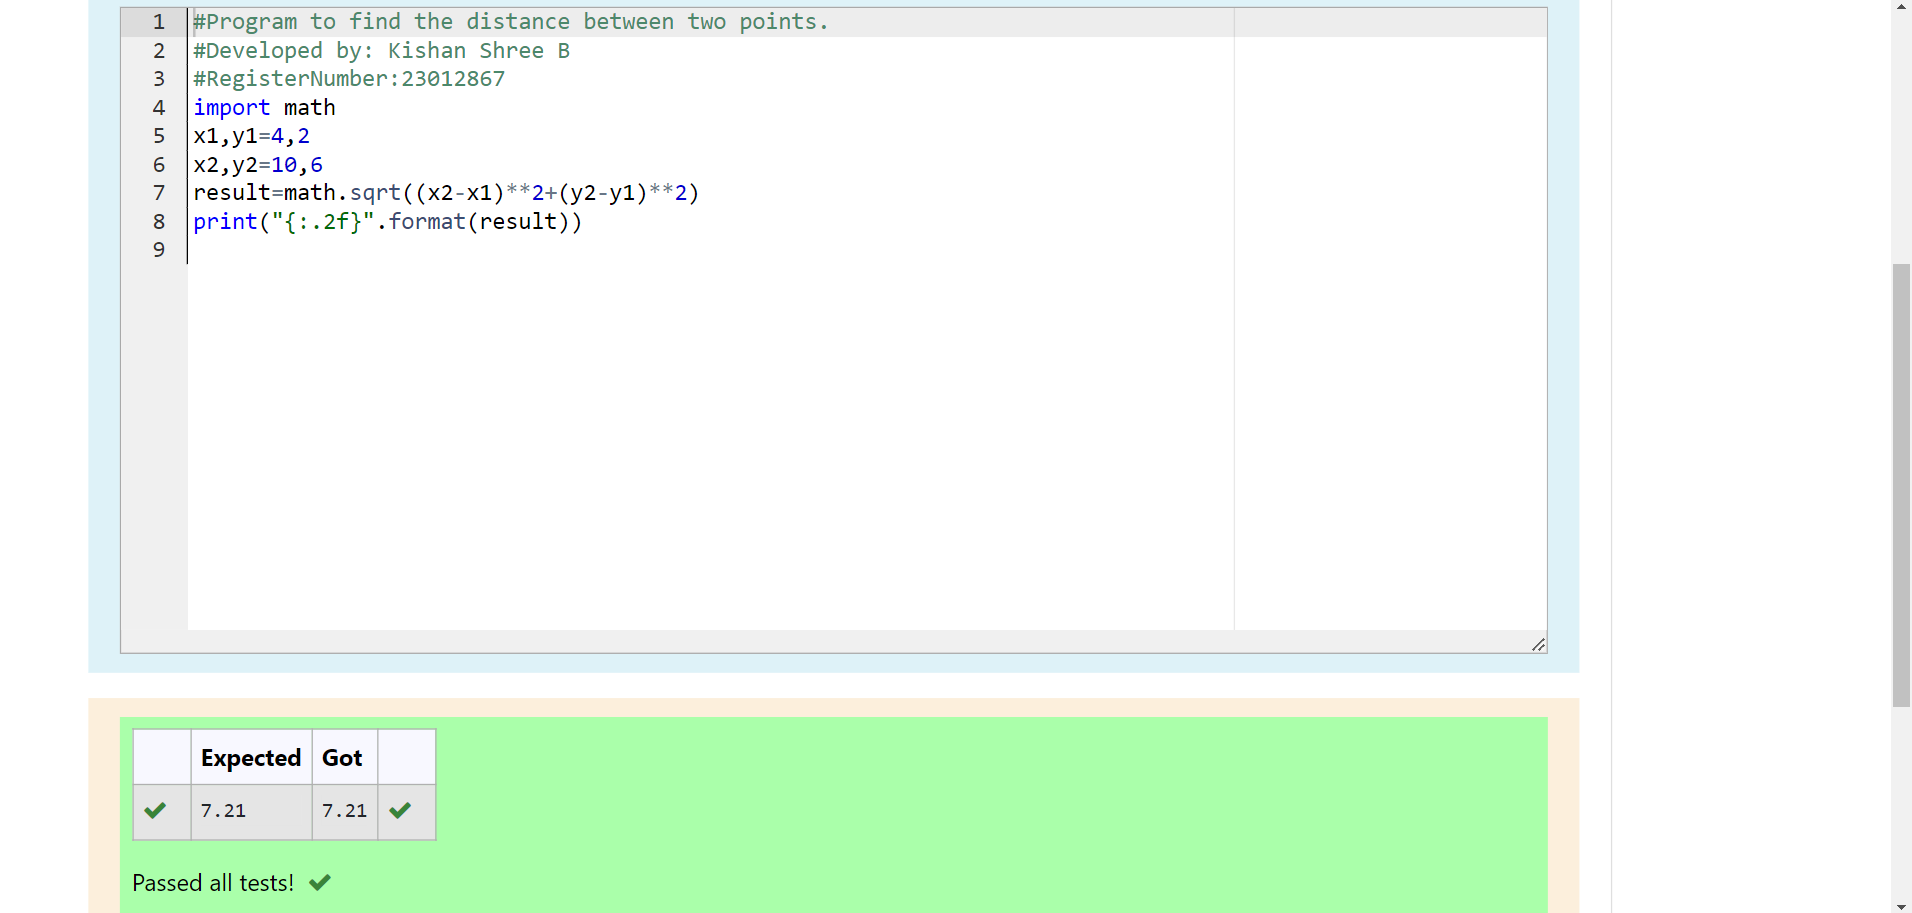 1 #Program to find the distance between two points.
2 #Developed by: Kishan Shree B
3 #RegisterNumber:23012867
4 import math
5 x1,y1=4,2
6 x2,y2=10,6
7 result=math.sqrt((x2-x1)**2+(y2-y1)**2)
8 print("{:.2f}".format(result))
9
Expected Got
7.21 7.21
Passed all tests!